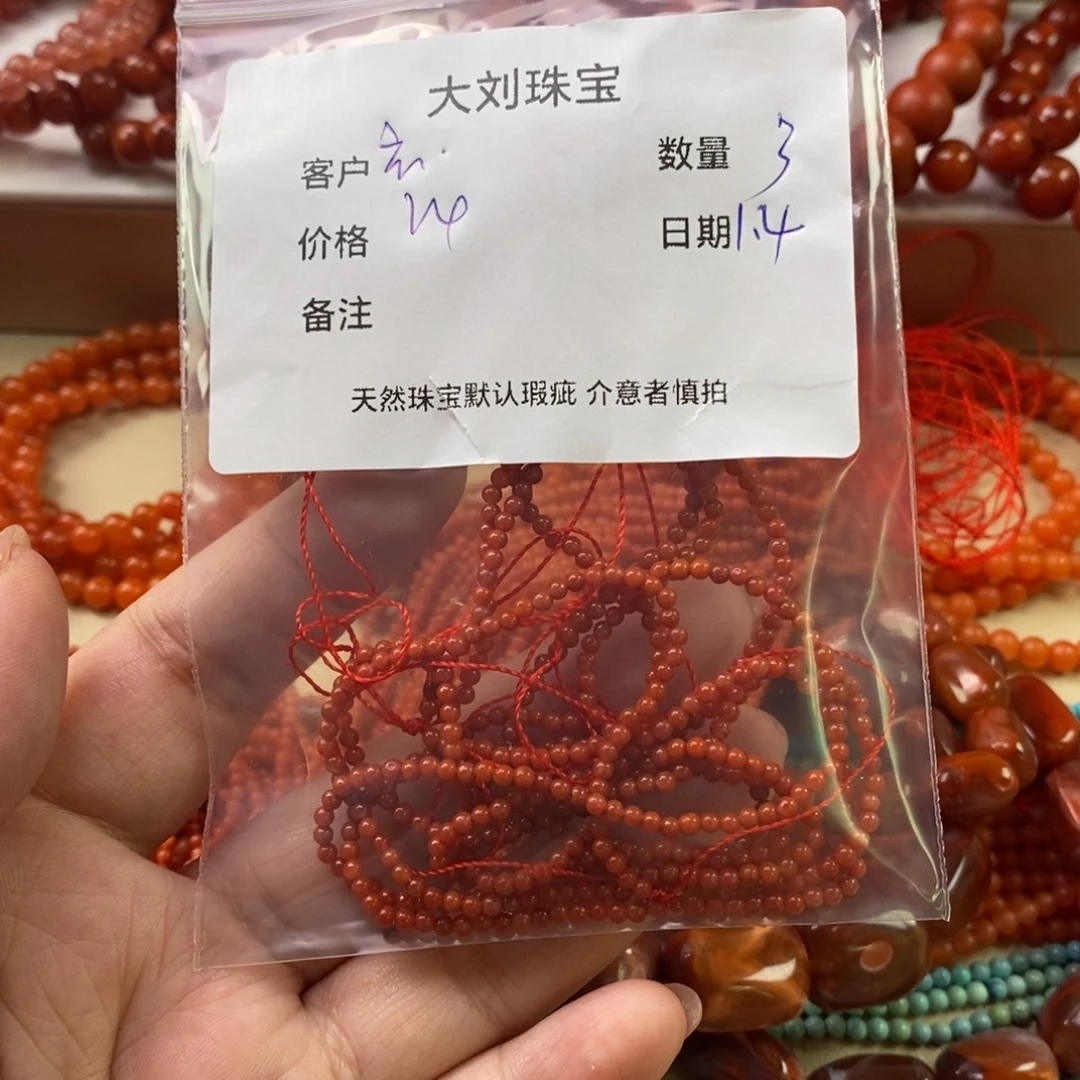 大刘珠宝
客户 数量 3
价格 24 日期 1.4
备注
天然珠宝默认瑕疵 介意者慎拍